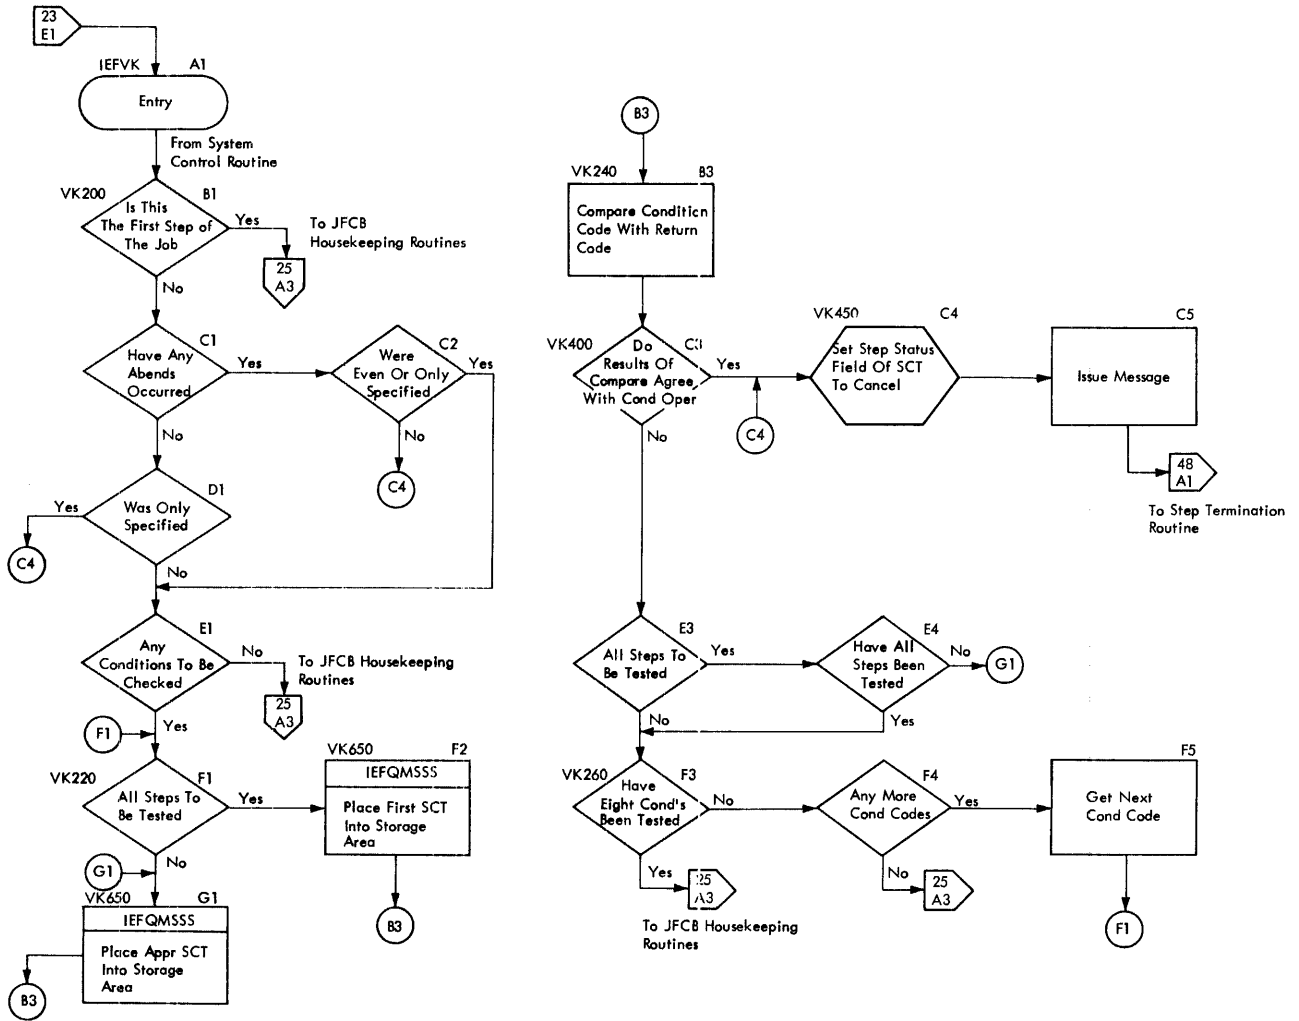 23
E1
IEFVK A1
Entry
From System
Control Routine
VK200 B1
Is This
The First Step of
The Job
Yes
To JFCB
Housekeeping Routines
25
A3
No
C1
Have Any
Abends
Occurred
Yes
C2
Were
Even Or Only
Specified
Yes
No
C4
No
D1
Was Only
Specified
Yes
C4
No
E1
Any
Conditions To Be
Checked
No
To JFCB Housekeeping
Routines
25
A3
Yes
F1
VK220 F1
All Steps To
Be Tested
Yes
VK650 F2
IEFQMSSS
Place First SCT
Into Storage
Area
B3
No
G1
VK650 G1
IEFQMSSS
Place Appr SCT
Into Storage
Area
B3
B3
VK240 B3
Compare Condition
Code With Return
Code
VK400 C3
Do
Results Of
Compare Agree
With Cond Oper
Yes
C4
VK450 C4
Set Step Status
Field Of SCT
To Cancel
C5
Issue Message
48
A1
To Step Termination
Routine
No
E3
All Steps To
Be Tested
Yes
E4
Have All
Steps Been
Tested
No
G1
Yes
No
VK260 F3
Have
Eight Cond's
Been Tested
No
F4
Any More
Cond Codes
Yes
F5
Get Next
Cond Code
F1
Yes
25
A3
To JFCB Housekeeping
Routines
No
25
A3